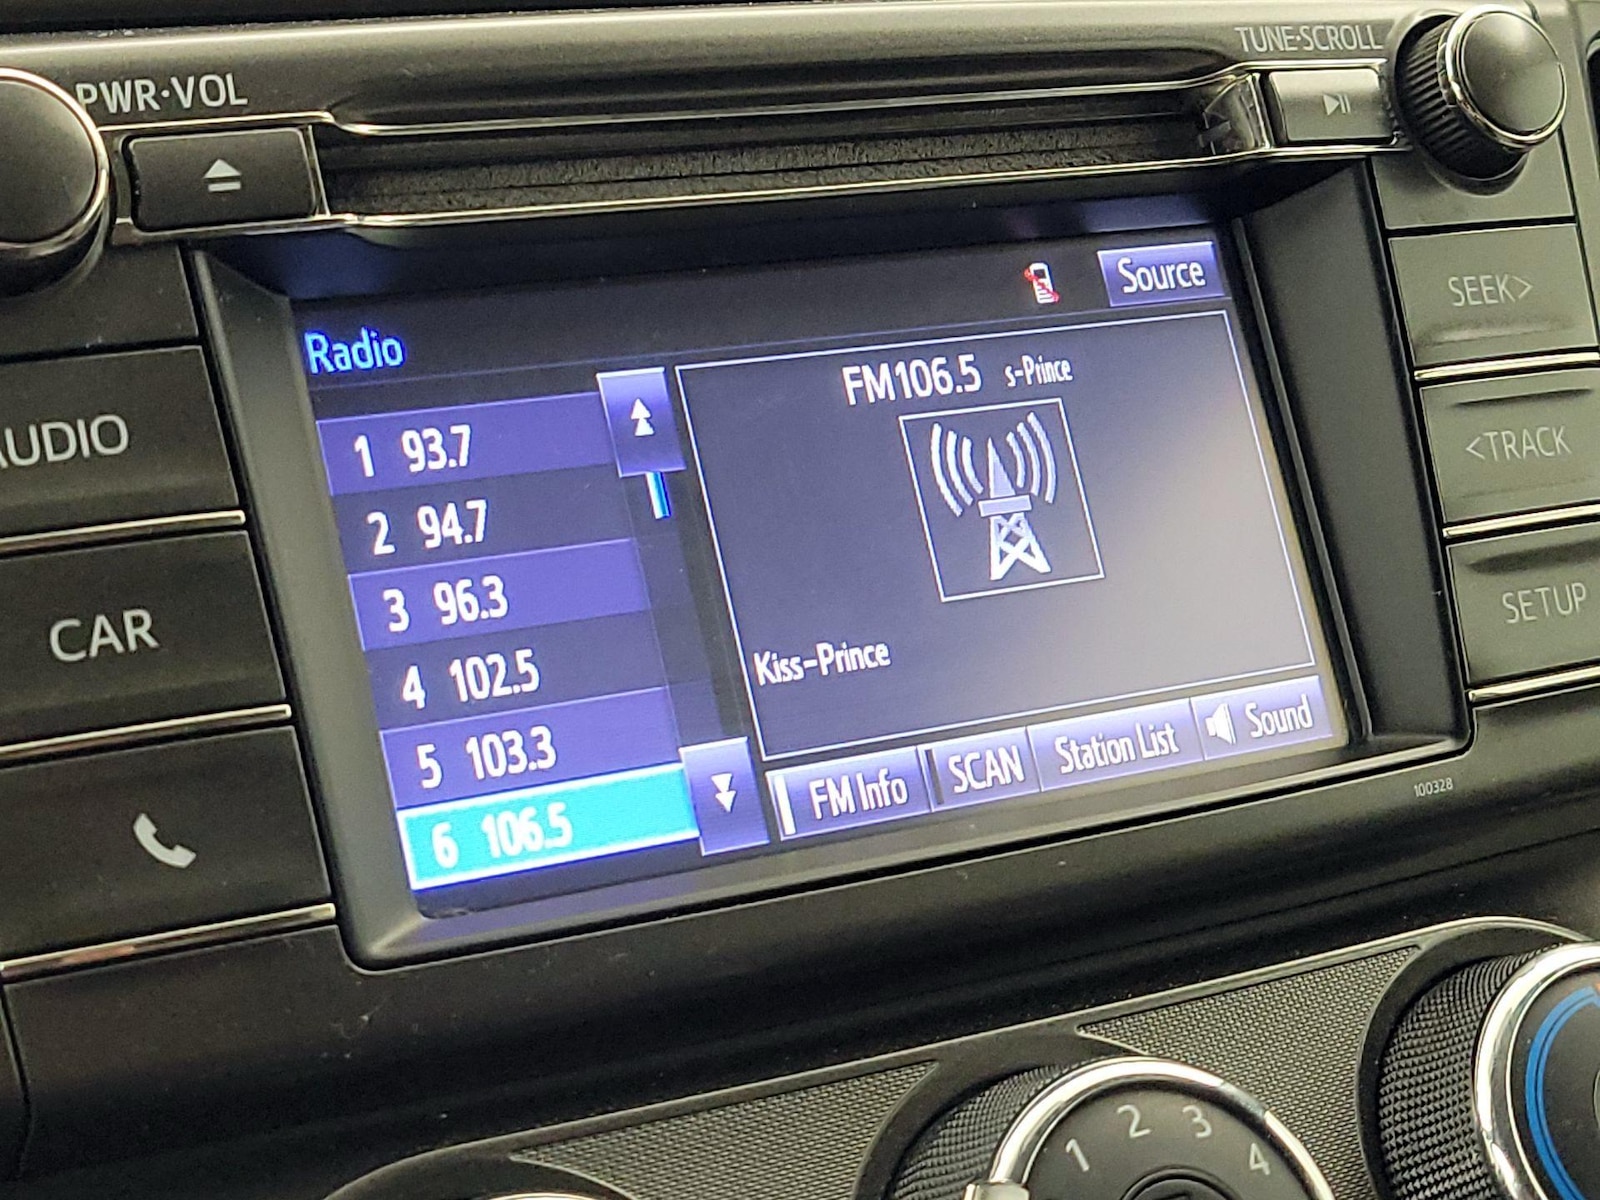 PWR·VOL
TUNE·SCROLL
Source
SEEK>
Radio
FM106.5 s-Prince
1 93.7
2 94.7
3 96.3
4 102.5
5 103.3
6 106.5
Kiss-Prince
FM Info
SCAN
Station List
Sound
AUDIO
CAR
<TRACK
SETUP
100328
1 2 3 4